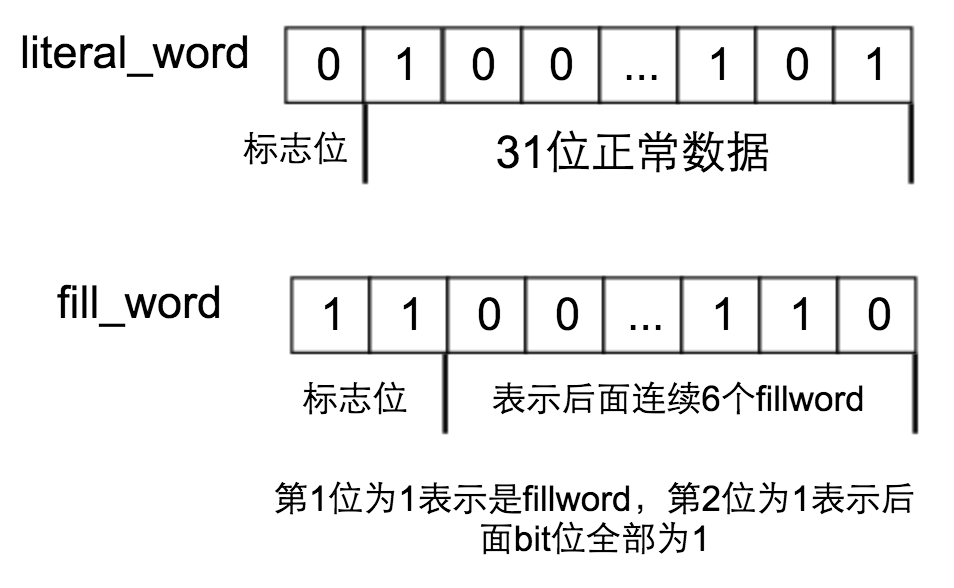 literal_word 0 1 0 0 ... 1 0 1
标志位 31位正常数据
fill_word 1 1 0 0 ... 1 1 0
标志位 表示后面连续6个fillword
第1位为1表示是fillword，第2位为1表示后
面bit位全部为1